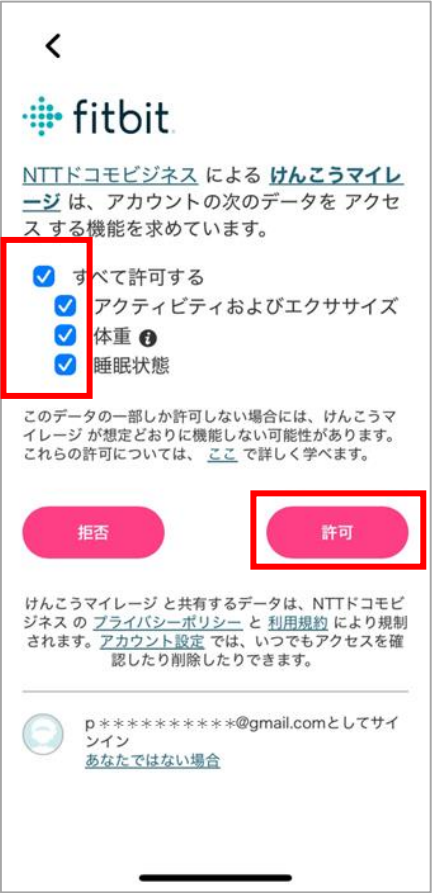 fitbit
NTTドコモビジネス による けんこうマイレ
ージ は、アカウントの次のデータを アクセ
ス する機能を求めています。
すべて許可する
アクティビティおよびエクササイズ
体重
睡眠状態
このデータの一部しか許可しない場合には、けんこうマ
イレージ が想定どおりに機能しない可能性があります。
これらの許可については、 ここ で詳しく学べます。
拒否
許可
けんこうマイレージ と共有するデータは、NTTドコモビ
ジネス の プライバシーポリシー と 利用規約 により規制
されます。アカウント設定 では、いつでもアクセスを確
認したり削除したりできます。
p**********@gmail.comとしてサイ
ンイン
あなたではない場合